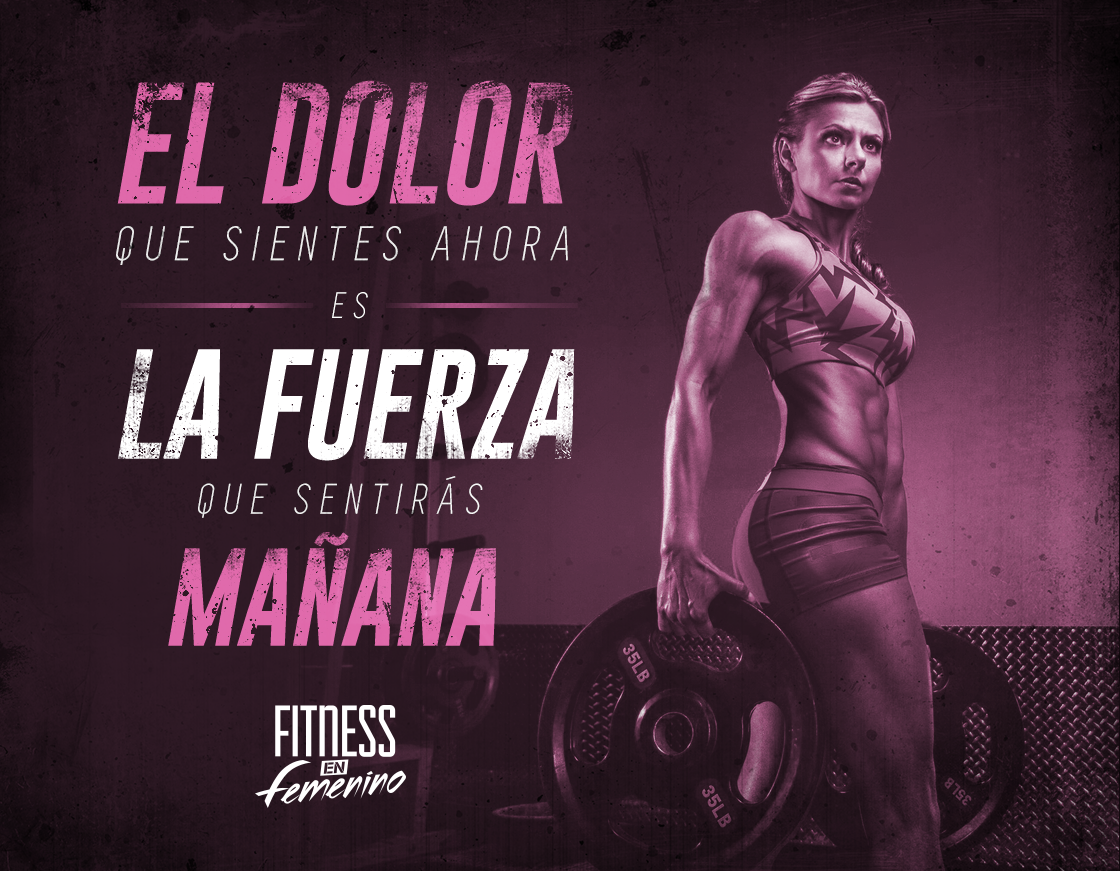 EL DOLOR
QUE SIENTES AHORA
ES
LA FUERZA
QUE SENTIRÁS
MAÑANA
FITNESS
EN
femenino
35LB
35LB
35LB